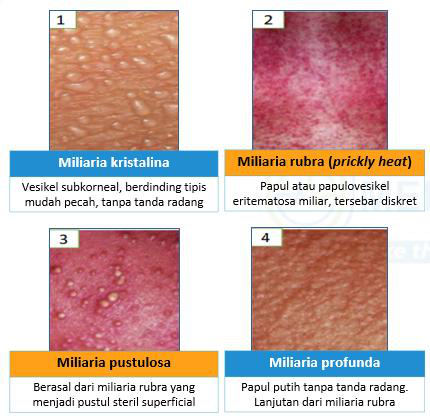 1
2
Miliaria kristalina
Miliaria rubra (prickly heat)
Vesikel subkorneal, berdinding tipis
mudah pecah, tanpa tanda radang
Papul atau papulovesikel
eritematosa miliar, tersebar diskret
3
4
Miliaria pustulosa
Miliaria profunda
Berasal dari miliaria rubra yang
menjadi pustul steril superficial
Papul putih tanpa tanda radang.
Lanjutan dari miliaria rubra